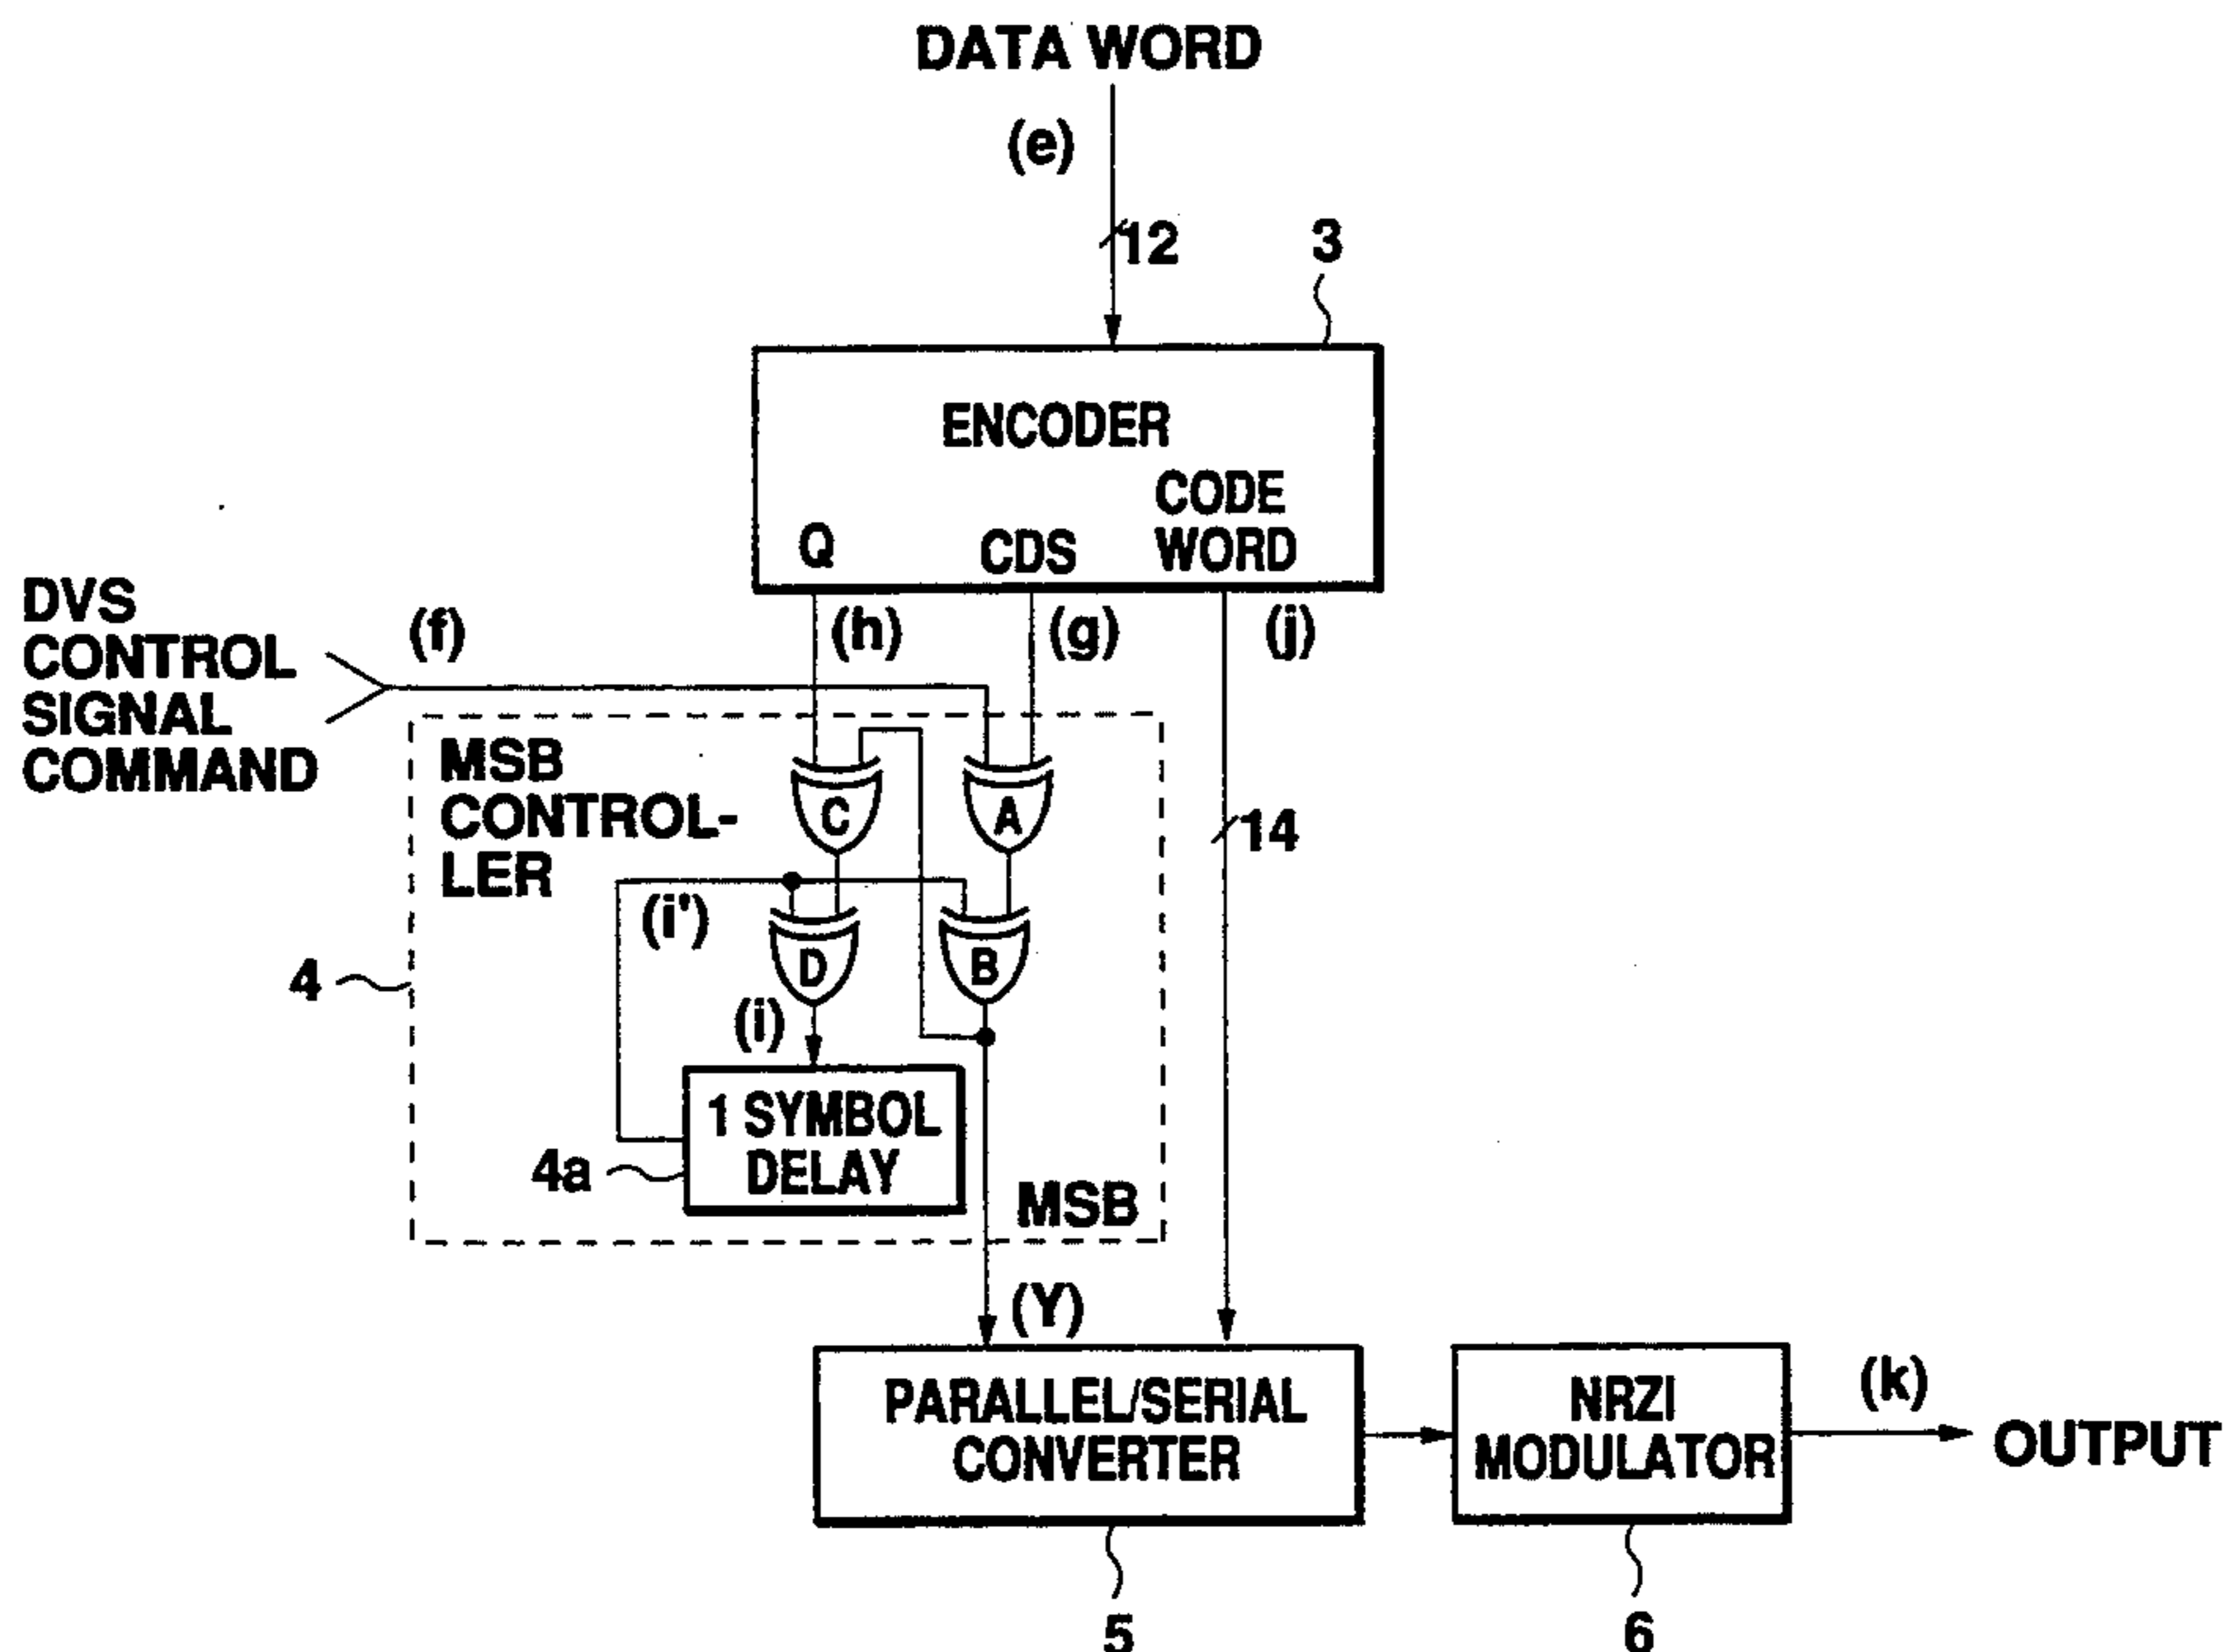 DATA WORD
(e)
12
3
ENCODER
CODE
WORD
Q
CDS
DVS
CONTROL
SIGNAL
COMMAND
(f)
(h)
(g)
(j)
MSB
CONTROL-
LER
C
A
14
(i')
D
B
4
(i)
1 SYMBOL
DELAY
4a
MSB
(Y)
PARALLEL/SERIAL
CONVERTER
NRZI
MODULATOR
(k)
OUTPUT
5
6